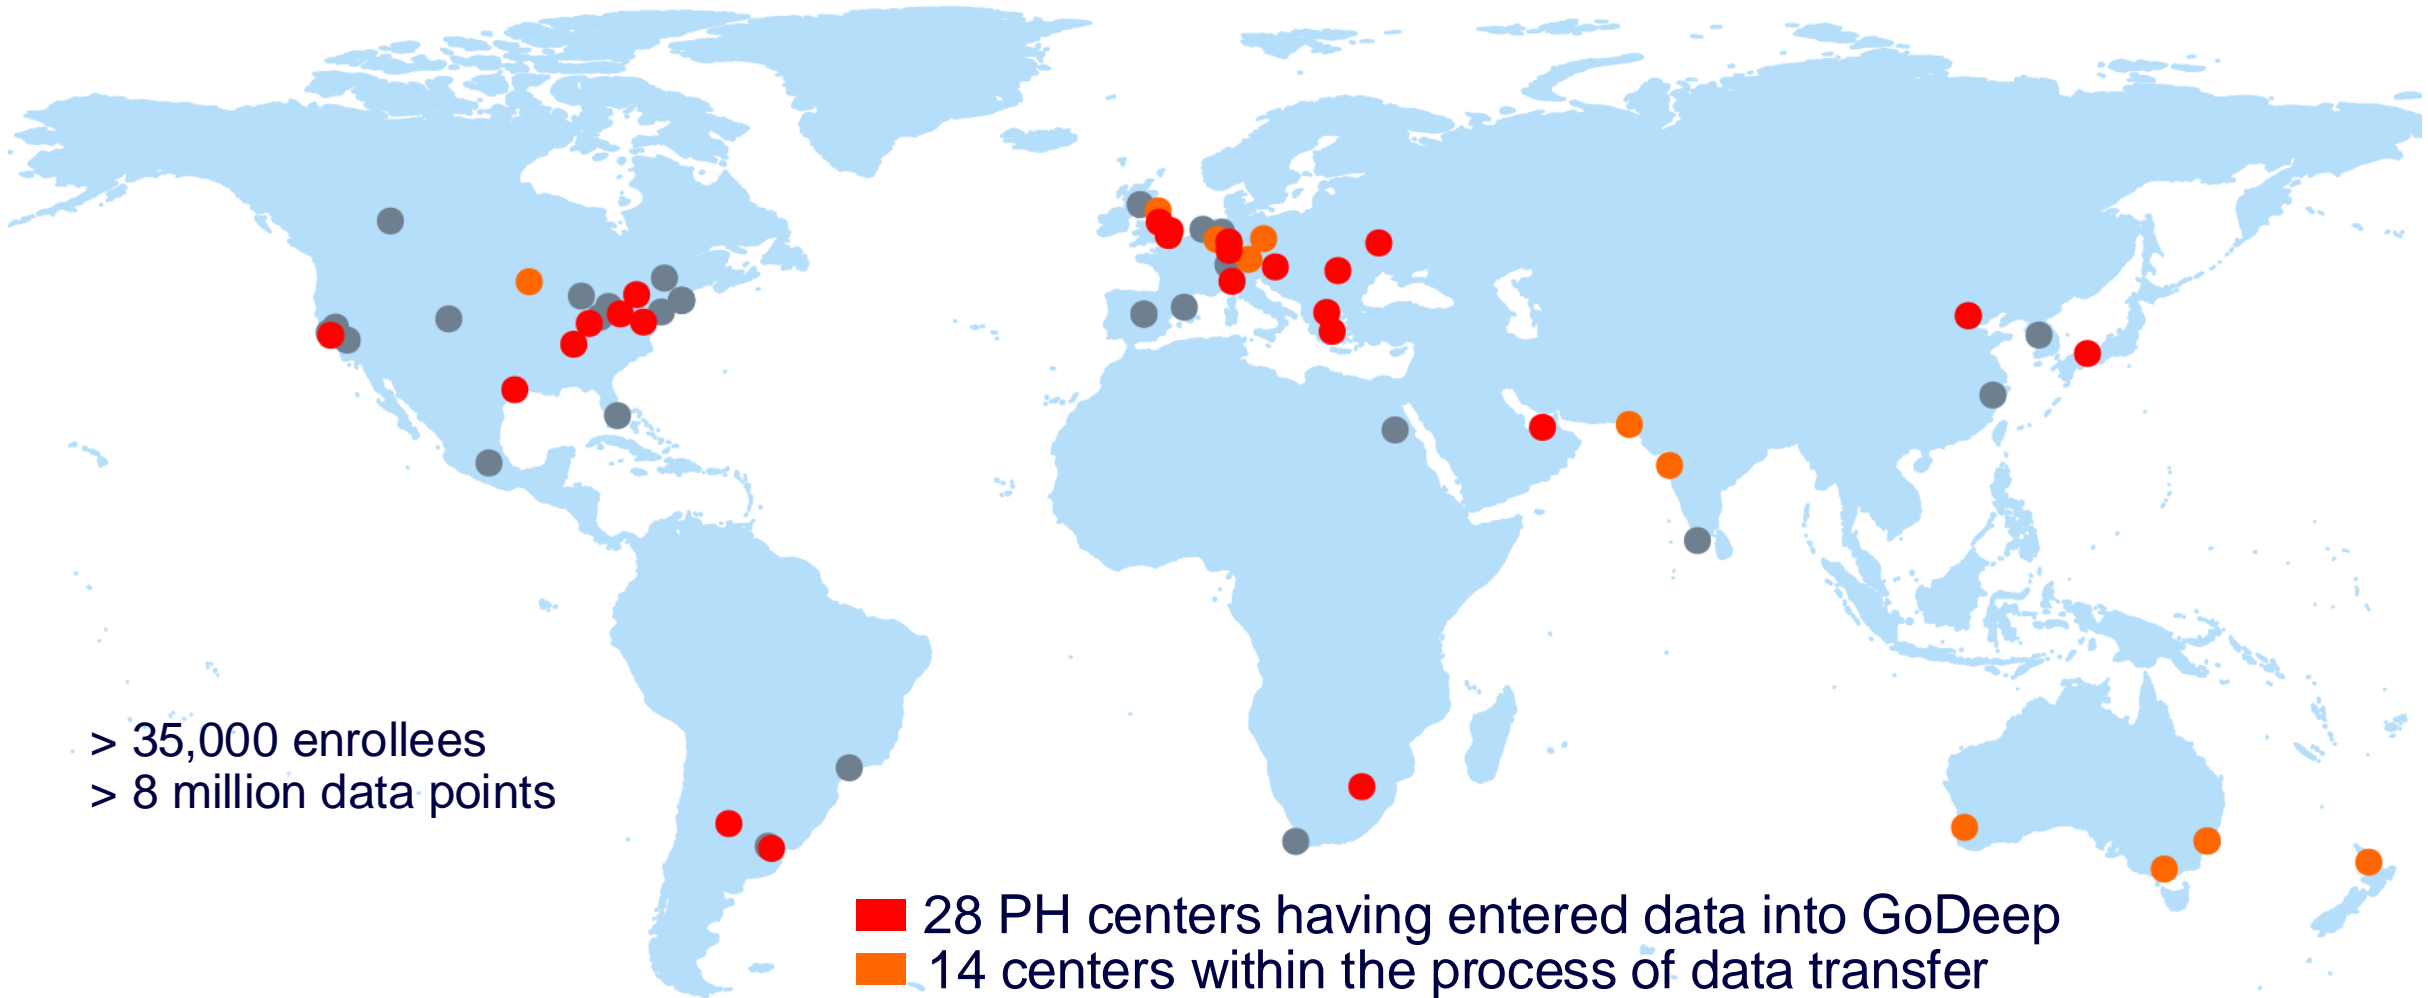 > 35,000 enrollees
> 8 million data points
28 PH centers having entered data into GoDeep
14 centers within the process of data transfer